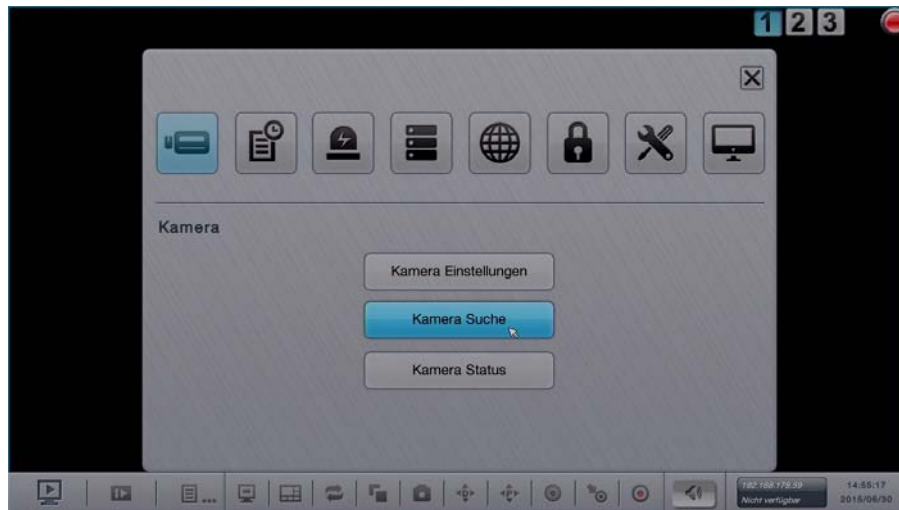 1 2 3
Kamera
Kamera Einstellungen
Kamera Suche
Kamera Status
192.168.178.59
Nicht verfügbar
14:55:17
2015/06/30